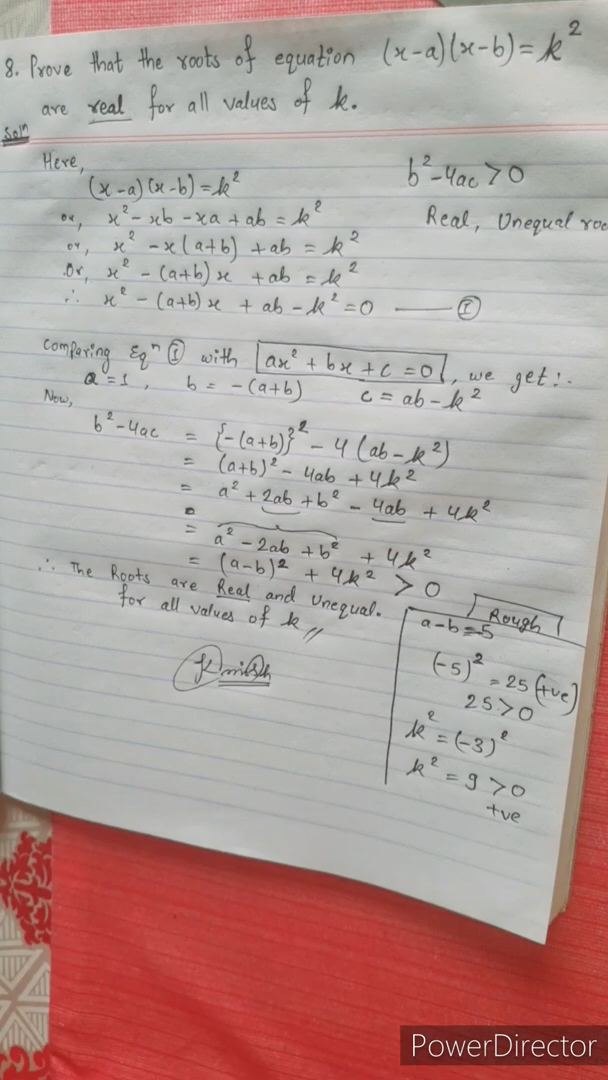 8. Prove that the roots of equation (x-a)(x-b) = k²
are real for all values of k.
Solⁿ
Here,
(x-a)(x-b) = k²
b²-4ac > 0
or, x² - xb - xa + ab = k²
Real, Unequal roo
or, x² - x(a+b) + ab = k²
Or, x² - (a+b)x + ab = k²
∴ x² - (a+b)x + ab - k² = 0 —— Ⓘ
Comparing Eqⁿ Ⓘ with ax² + bx + c = 0, we get:-
a = 1, b = -(a+b) c = ab - k²
Now,
b²-4ac = {-(a+b)}² - 4(ab-k²)
= (a+b)² - 4ab + 4k²
= a² + 2ab + b² - 4ab + 4k²
= a² - 2ab + b² + 4k²
= (a-b)² + 4k² > 0
∴ The Roots are Real and Unequal.
for all values of k //
Rough
a-b = 5
(-5)² = 25 (+ve)
25 > 0
k² = (-3)²
k² = 9 > 0
+ve
PowerDirector